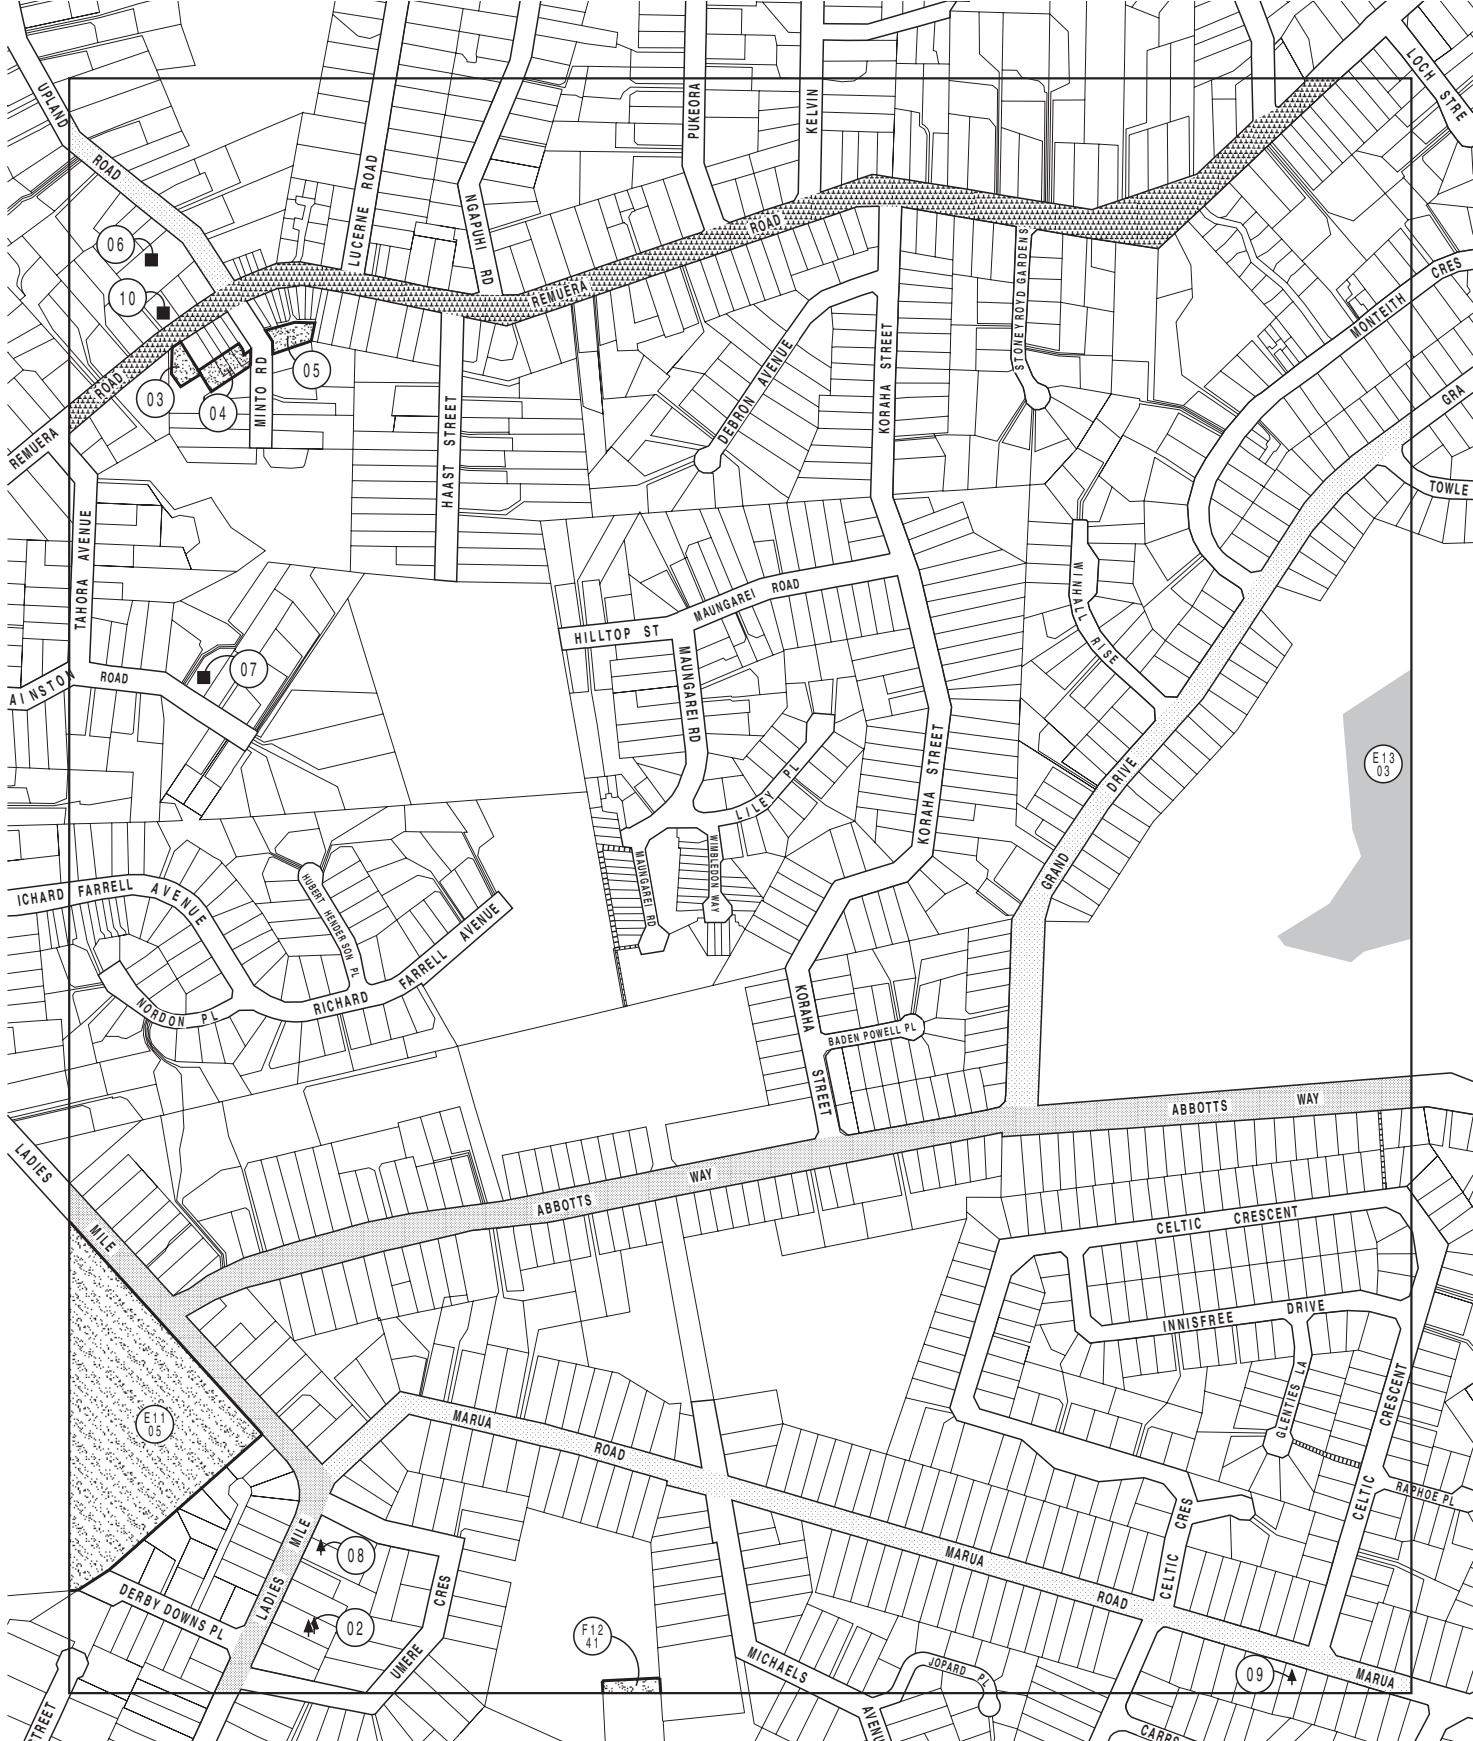 UPLAND
ROAD
LUCERNE ROAD
NGAPUHI RD
PUKEORA
KELVIN
LOCH STRE
06
10
03
04
05
REMUERA
ROAD
REMUERA
ROAD
MINTO RD
HAAST STREET
DEBRON AVENUE
KORAHA STREET
STONEYROYD GARDENS
MONTEITH
CRES
GRA
TOWLE
TAHORA AVENUE
AINSTON
ROAD
07
HILLTOP ST
MAUNGAREI ROAD
MAUNGAREI RD
WINHALL RISE
LILEY PL
KORAHA STREET
WIMBLEDON WAY
MAUNGAREI RD
GRAND
DRIVE
E13
03
ICHARD FARRELL AVENUE
HUBERT HENDERSON PL
NORDON PL
RICHARD
FARRELL AVENUE
KORAHA
STREET
BADEN POWELL PL
ABBOTTS
WAY
LADIES
MILE
ABBOTTS
WAY
CELTIC CRESCENT
INNISFREE
DRIVE
GLENTIES LA
CRESCENT
CELTIC
RAPHOE PL
E11
05
MARUA
ROAD
LADIES
MILE
08
02
CRES
UMERE
DERBY DOWNS PL
TREET
F12
41
MARUA
ROAD
CELTIC
CRES
MICHAELS
AVENU
JOPARD PL
09
MARUA
CARRS